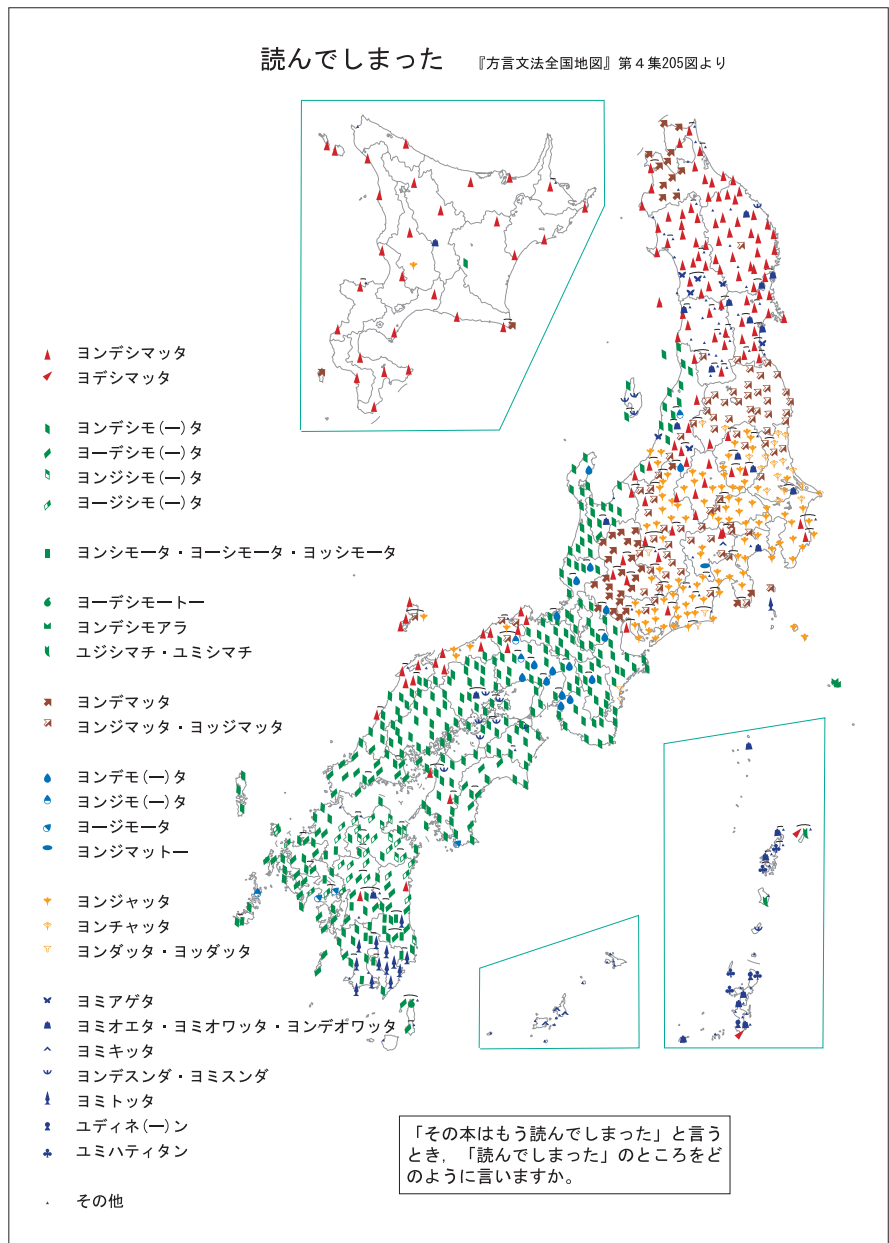 読んでしまった 『方言文法全国地図』第４集205図より
ヨンデシマッタ
ヨデシマッタ
ヨンデシモ(ー)タ
ヨーデシモ(ー)タ
ヨンジシモ(ー)タ
ヨージシモ(ー)タ
ヨンシモータ・ヨーシモータ・ヨッシモータ
ヨーデシモートー
ヨンデシモアラ
ユジシマチ・ユミシマチ
ヨンデマッタ
ヨンジマッタ・ヨッジマッタ
ヨンデモ(ー)タ
ヨンジモ(ー)タ
ヨージモータ
ヨンジマットー
ヨンジャッタ
ヨンチャッタ
ヨンダッタ・ヨッダッタ
ヨミアゲタ
ヨミオエタ・ヨミオワッタ・ヨンデオワッタ
ヨミキッタ
ヨンデスンダ・ヨミスンダ
ヨミトッタ
ユディネ(ー)ン
ユミハティタン
その他
「その本はもう読んでしまった」と言う
とき，「読んでしまった」のところをど
のように言いますか。